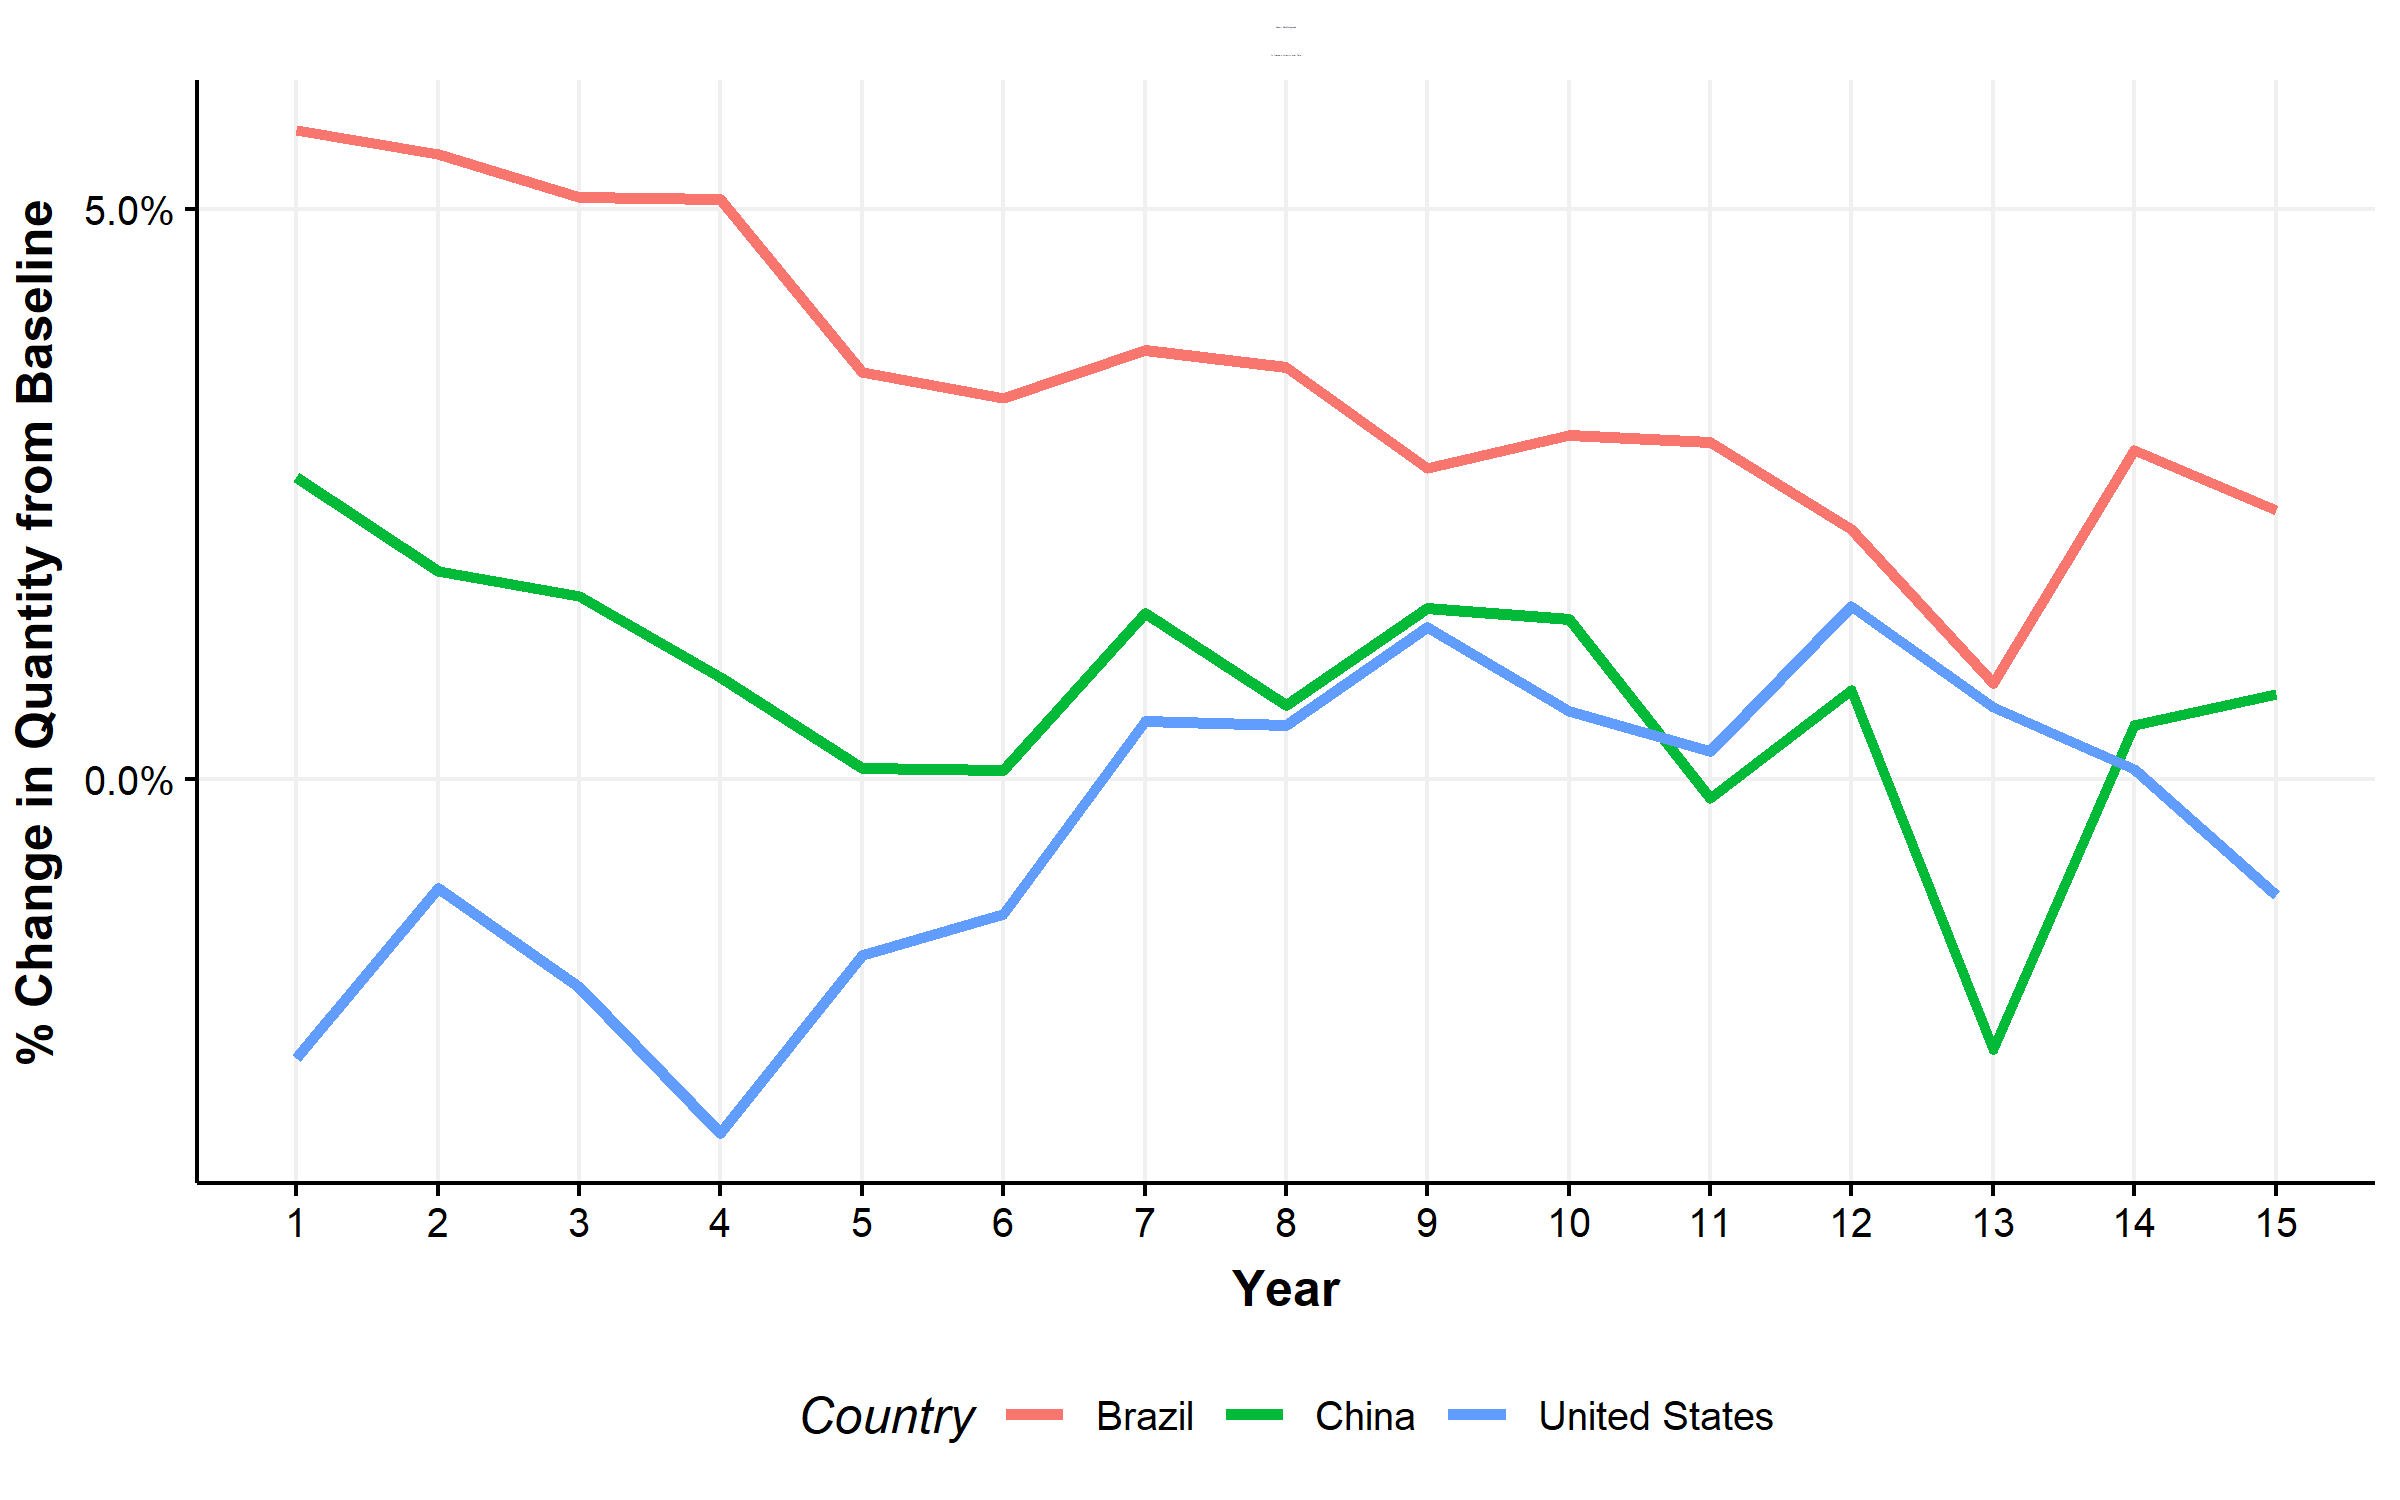 5.0%
0.0%
% Change in Quantity from Baseline
1 2 3 4 5 6 7 8 9 10 11 12 13 14 15
Year
Country Brazil China United States